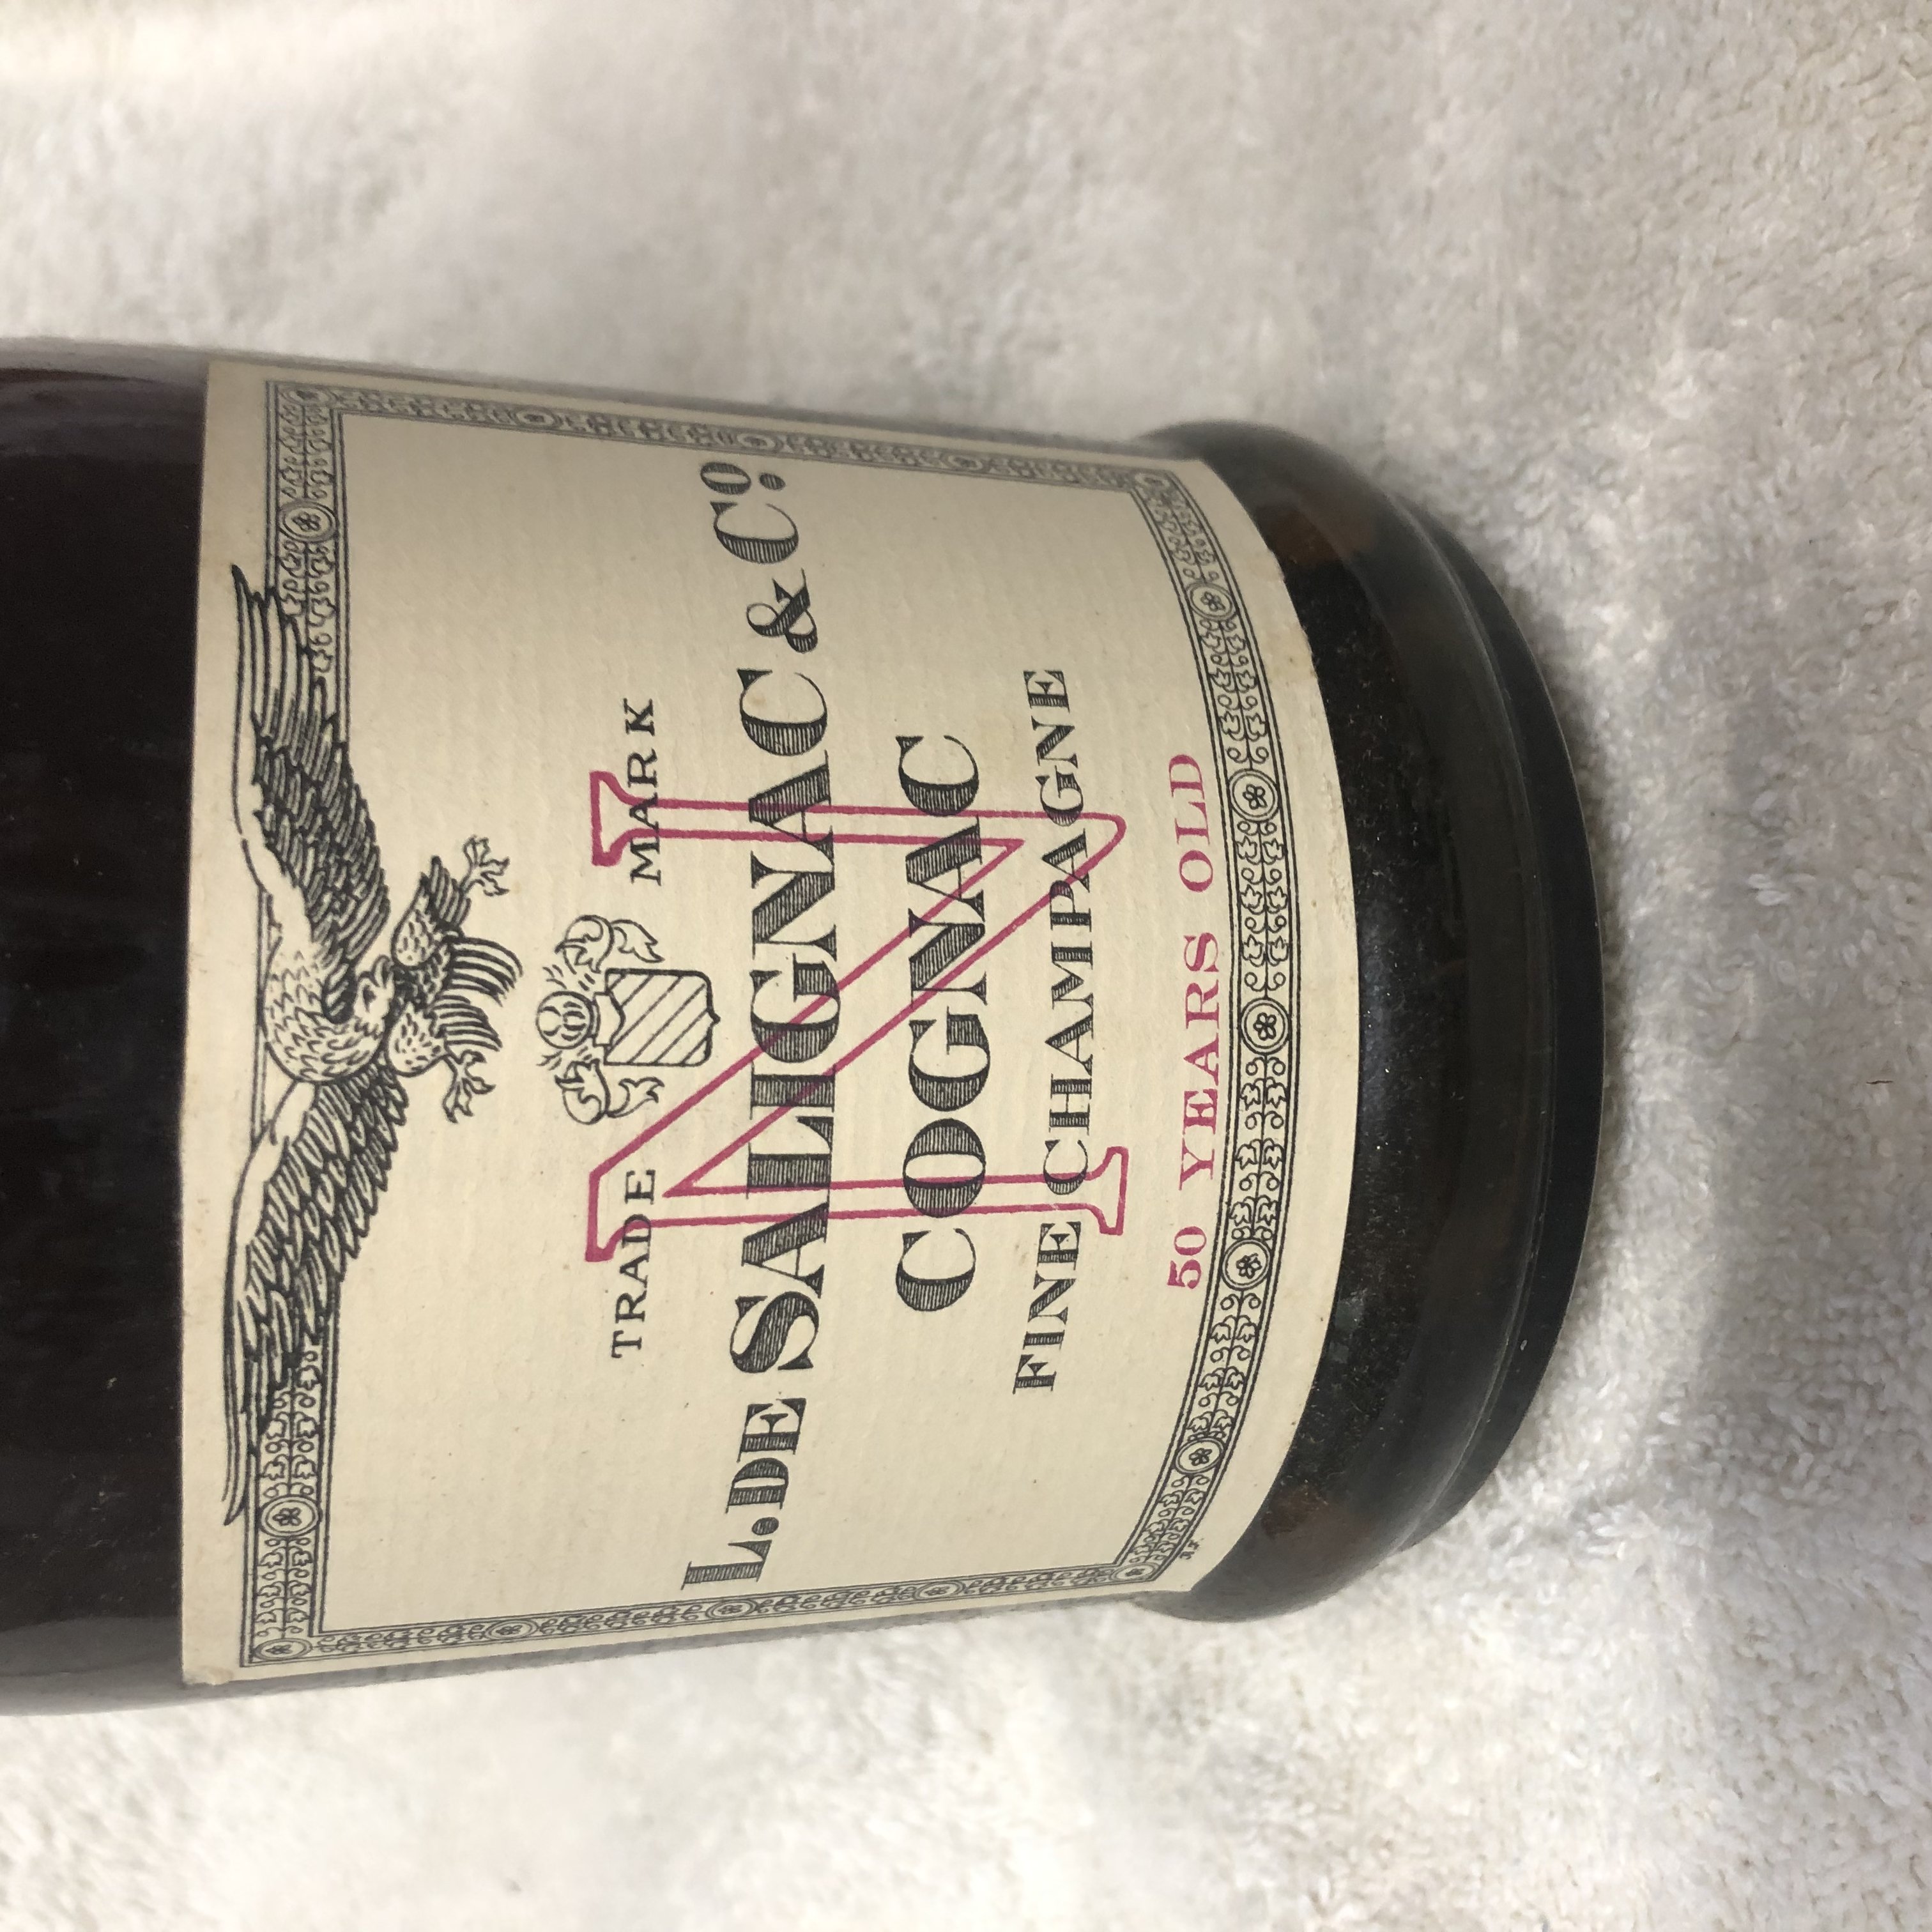 TRADE MARK
L. DE SALIGNAC & Cº
COGNAC
FINE CHAMPAGNE
N
50 YEARS OLD